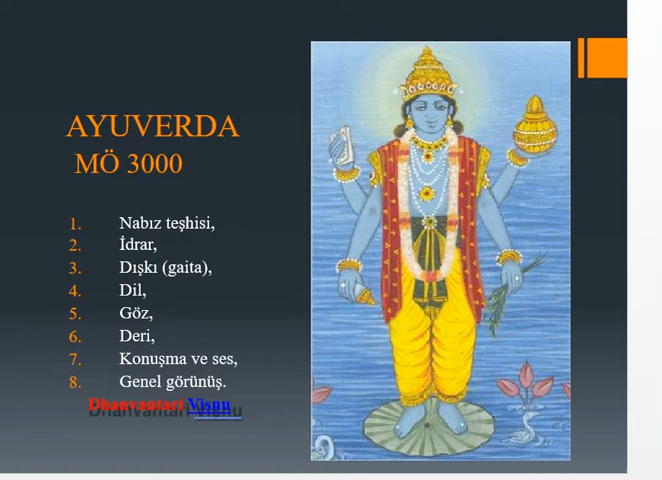 AYUVERDA
MÖ 3000
1. Nabız teşhisi,
2. İdrar,
3. Dışkı (gaita),
4. Dil,
5. Göz,
6. Deri,
7. Konuşma ve ses,
8. Genel görünüş.
Dhanvantari Vişnu